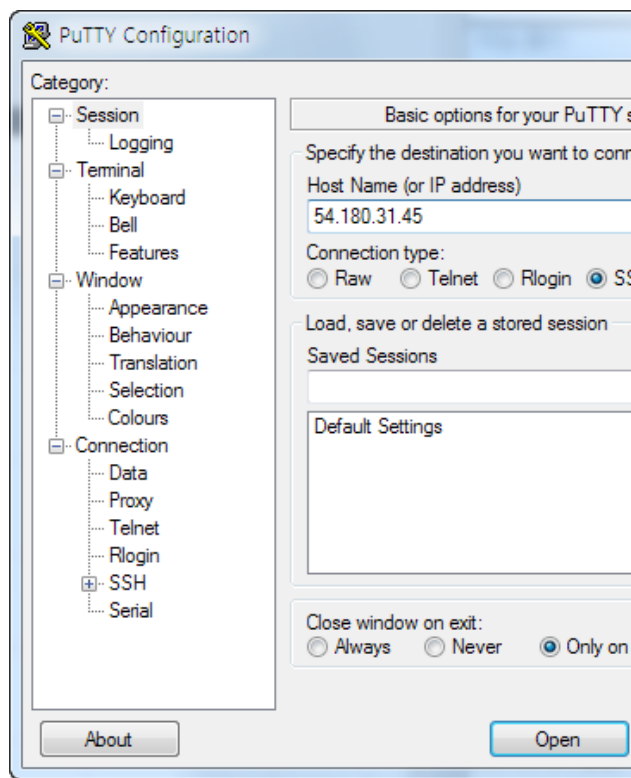 PuTTY Configuration
Category:
Session
Logging
Terminal
Keyboard
Bell
Features
Window
Appearance
Behaviour
Translation
Selection
Colours
Connection
Data
Proxy
Telnet
Rlogin
SSH
Serial
Basic options for your PuTTY s
Specify the destination you want to conn
Host Name (or IP address)
54.180.31.45
Connection type:
Raw Telnet Rlogin SS
Load, save or delete a stored session
Saved Sessions
Default Settings
Close window on exit:
Always Never Only on
About Open